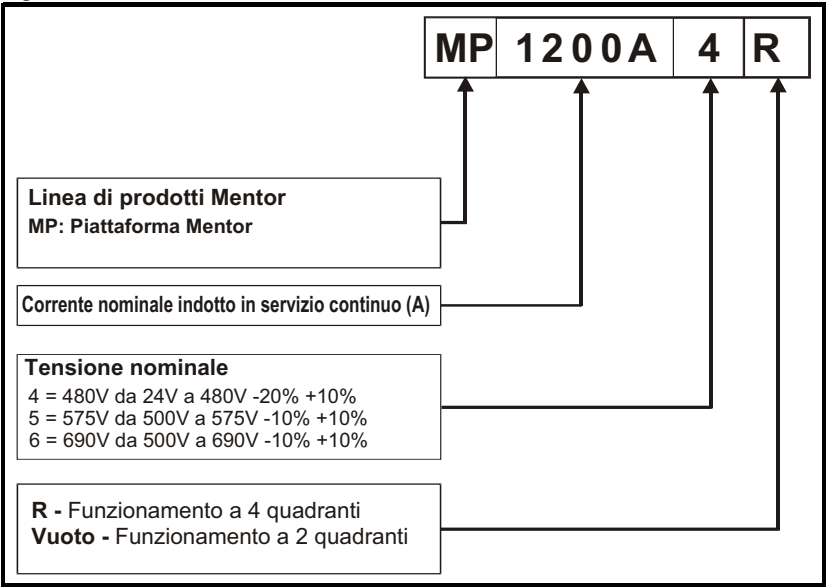 MP 1200A 4 R
Linea di prodotti Mentor
MP: Piattaforma Mentor
Corrente nominale indotto in servizio continuo (A)
Tensione nominale
4 = 480V da 24V a 480V -20% +10%
5 = 575V da 500V a 575V -10% +10%
6 = 690V da 500V a 690V -10% +10%
R - Funzionamento a 4 quadranti
Vuoto - Funzionamento a 2 quadranti